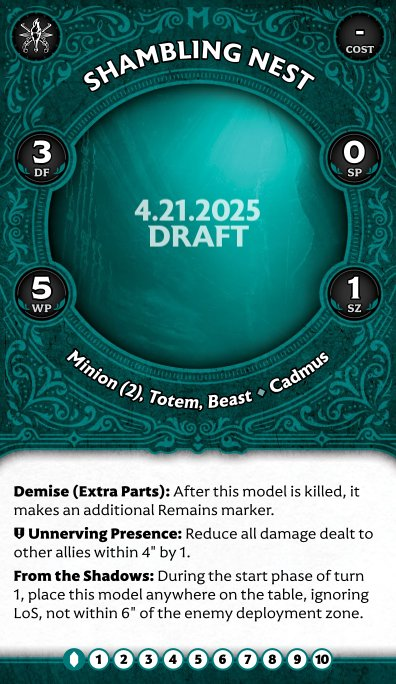 SHAMBLING NEST
-
COST
3
DF
0
SP
4.21.2025
DRAFT
5
WP
1
SZ
Minion (2), Totem, Beast ⬥ Cadmus
Demise (Extra Parts): After this model is killed, it
makes an additional Remains marker.
Unnerving Presence: Reduce all damage dealt to
other allies within 4" by 1.
From the Shadows: During the start phase of turn
1, place this model anywhere on the table, ignoring
LoS, not within 6" of the enemy deployment zone.
1 2 3 4 5 6 7 8 9 10